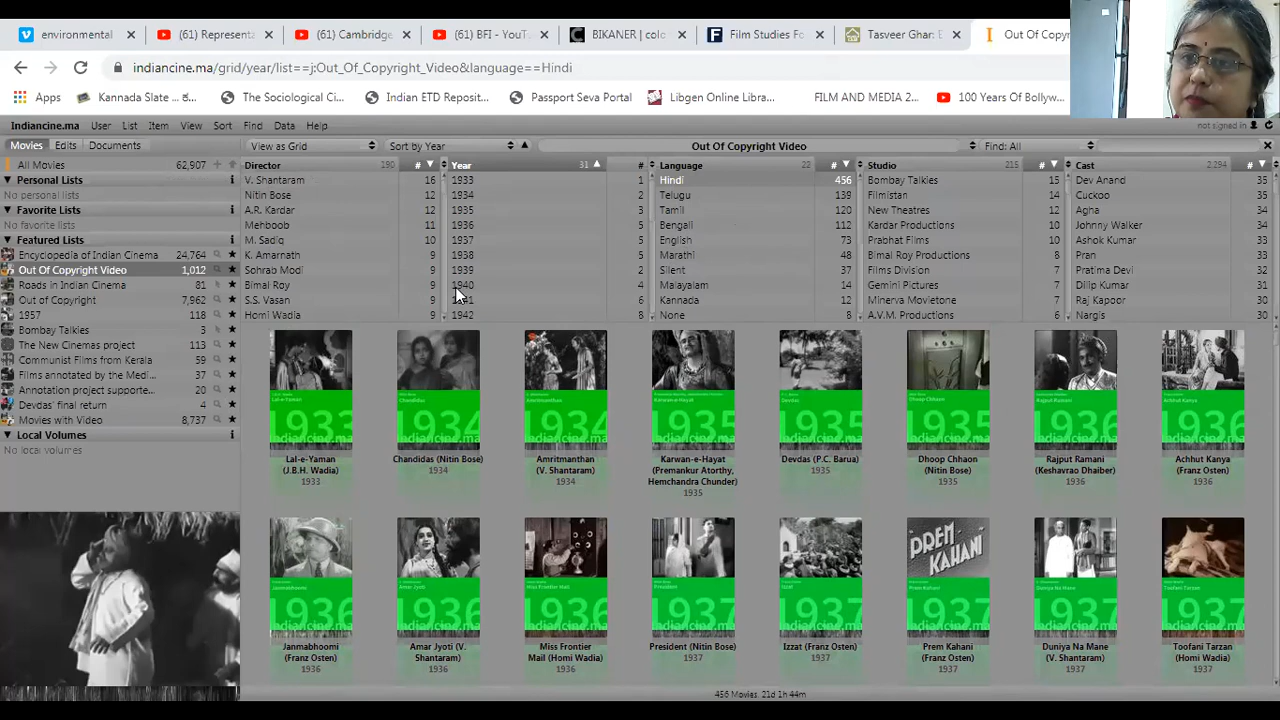 environmental
(61) Representa
(61) Cambridge
(61) BFI - YouT
BIKANER | colo
Film Studies Fo
Tasveer Ghar: D
Out Of Copyr
indiancine.ma/grid/year/list==j:Out_Of_Copyright_Video&language==Hindi
Apps
Kannada Slate - ಕ...
The Sociological Ci...
Indian ETD Reposit...
Passport Seva Portal
Libgen Online Libra...
FILM AND MEDIA 2...
100 Years Of Bollyw...
Indiancine.ma User List Item View Sort Find Data Help
not signed in
Movies Edits Documents
View as Grid
Sort by Year
Out Of Copyright Video
Find: All
All Movies 62,907
Personal Lists
No personal lists
Favorite Lists
No favorite lists
Featured Lists
Encyclopedia of Indian Cinema 24,764
Out Of Copyright Video 1,012
Roads in Indian Cinema 81
Out of Copyright 7,962
1957 118
Bombay Talkies 3
The New Cinemas project 113
Communist Films from Kerala 59
Films annotated by the Medi... 37
Annotation project supporte... 20
Devdas' final return 4
Movies with Video 8,737
Local Volumes
No local volumes
Director 190 #
V. Shantaram 16
Nitin Bose 12
A.R. Kardar 12
Mehboob 11
M. Sadiq 10
K. Amarnath 9
Sohrab Modi 9
Bimal Roy 9
S.S. Vasan 9
Homi Wadia 9
Year 31 #
1933 1
1934 2
1935 3
1936 5
1937 5
1938 5
1939 5
1940 4
1941 6
1942 8
Language 22 #
Hindi 456
Telugu 139
Tamil 120
Bengali 112
English 73
Marathi 48
Silent 37
Malayalam 14
Kannada 12
None 8
Studio 215 #
Bombay Talkies 15
Filmistan 14
New Theatres 12
Kardar Productions 10
Prabhat Films 10
Bimal Roy Productions 8
Films Division 9
Gemini Pictures 9
Minerva Movietone 9
A.V.M. Productions 8
Cast 2,294 #
Dev Anand 35
Cuckoo 35
Agha 34
Johnny Walker 34
Ashok Kumar 33
Pran 33
Pratima Devi 33
Dilip Kumar 31
Raj Kapoor 31
Nargis 30
Lal-e-Yaman (J.B.H. Wadia) 1933
Chandidas (Nitin Bose) 1934
Amritmanthan (V. Shantaram) 1934
Karwan-e-Hayat (Premankur Atorthy, Hemchandra Chunder) 1935
Devdas (P.C. Barua) 1935
Dhoop Chhaon (Nitin Bose) 1935
Rajput Ramani (Keshavrao Dhaiber) 1936
Achhut Kanya (Franz Osten) 1936
PREM KAHANI
Janmabhoomi (Franz Osten) 1936
Amar Jyoti (V. Shantaram) 1936
Miss Frontier Mail (Homi Wadia) 1936
President (Nitin Bose) 1937
Izzat (Franz Osten) 1937
Prem Kahani (Franz Osten) 1937
Duniya Na Mane (V. Shantaram) 1937
Toofani Tarzan (Homi Wadia) 1937
456 Movies, 21d 1h 44m